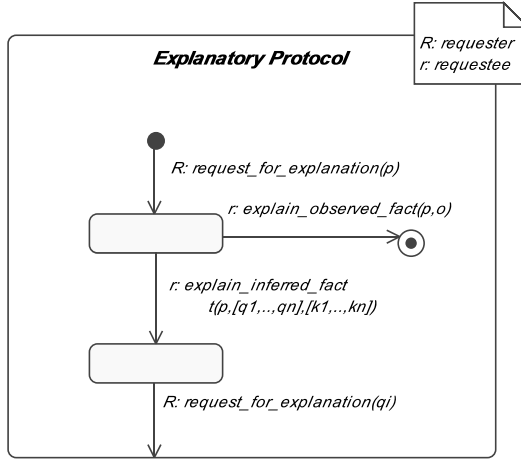 R: requester
r: requestee
Explanatory Protocol
R: request_for_explanation(p)
r: explain_observed_fact(p,o)
r: explain_inferred_fact
t(p,[q1,..,qn],[k1,..,kn])
R: request_for_explanation(qi)